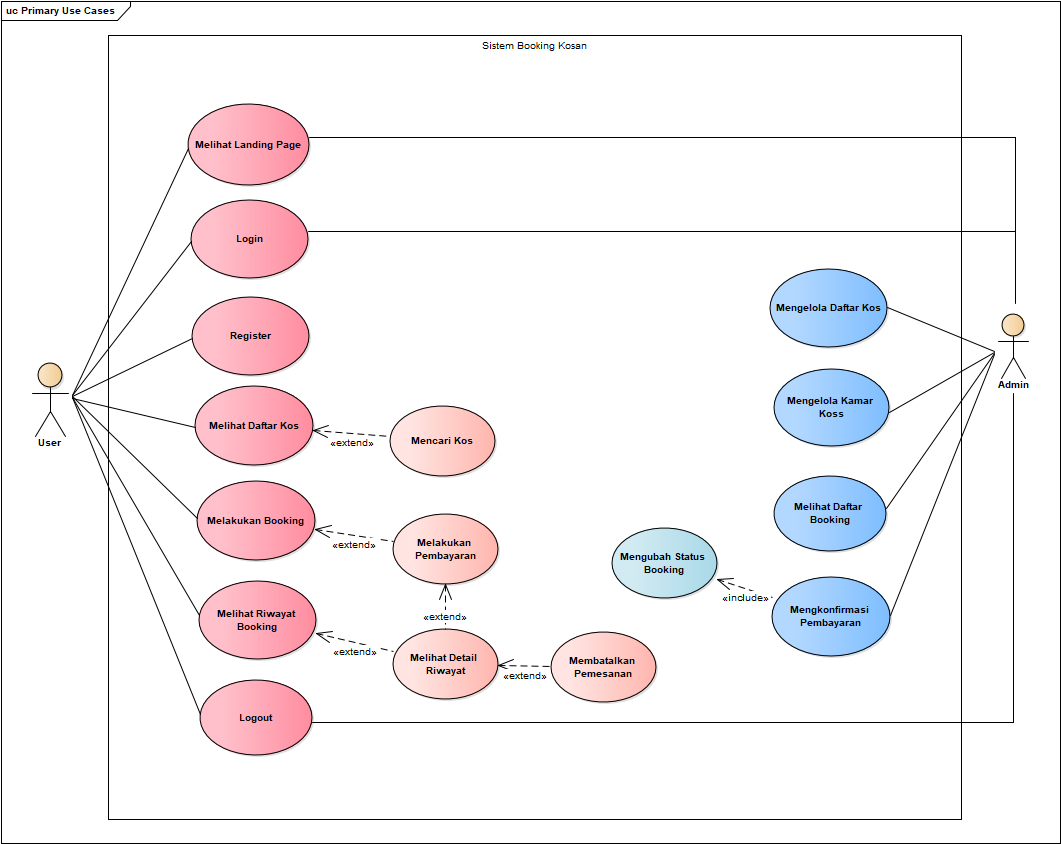 uc Primary Use Cases
Sistem Booking Kosan
Melihat Landing Page
Login
Register
Melihat Daftar Kos
«extend»
Mencari Kos
Melakukan Booking
«extend»
Melakukan
Pembayaran
«extend»
Melihat Riwayat
Booking
«extend»
Melihat Detail
Riwayat
«extend»
Membatalkan
Pemesanan
Logout
User
Mengelola Daftar Kos
Mengelola Kamar
Koss
Melihat Daftar
Booking
Mengubah Status
Booking
«include»
Mengkonfirmasi
Pembayaran
Admin